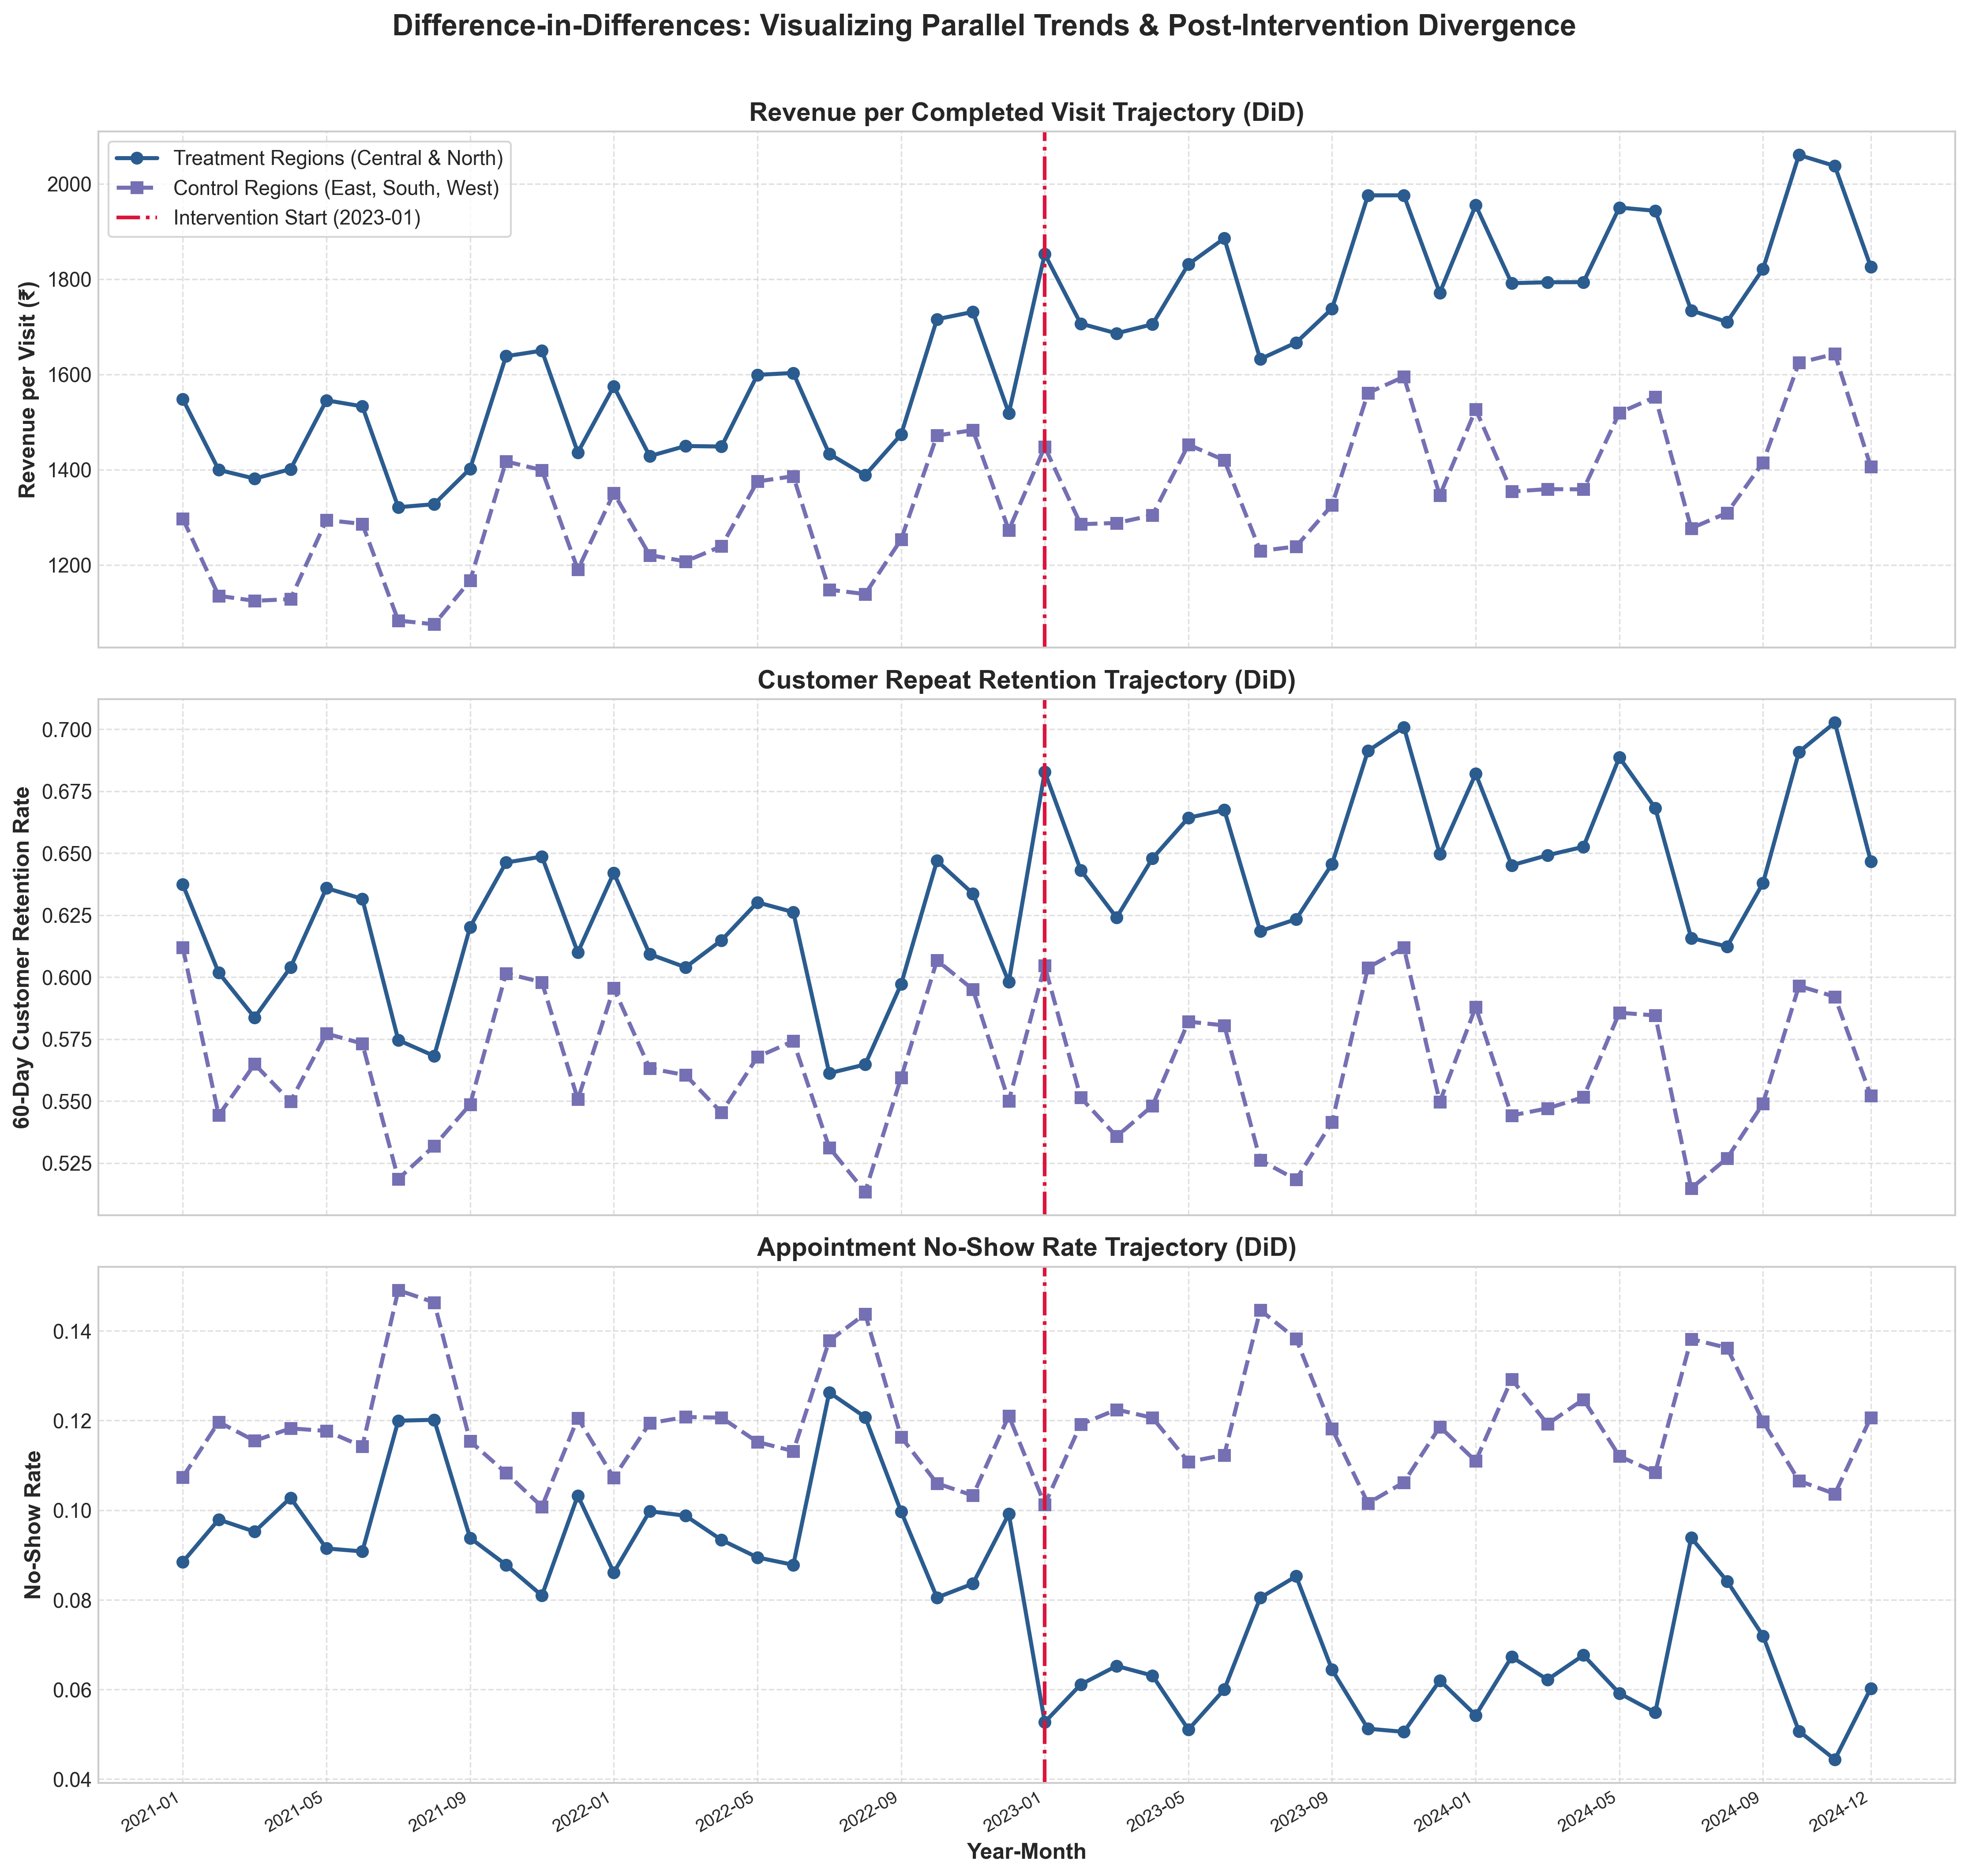 Difference-in-Differences: Visualizing Parallel Trends & Post-Intervention Divergence
Revenue per Completed Visit Trajectory (DiD)
Treatment Regions (Central & North)
Control Regions (East, South, West)
Intervention Start (2023-01)
Revenue per Visit (₹)
2000
1800
1600
1400
1200
Customer Repeat Retention Trajectory (DiD)
60-Day Customer Retention Rate
0.700
0.675
0.650
0.625
0.600
0.575
0.550
0.525
Appointment No-Show Rate Trajectory (DiD)
No-Show Rate
0.14
0.12
0.10
0.08
0.06
0.04
2021-01
2021-05
2021-09
2022-01
2022-05
2022-09
2023-01
2023-05
2023-09
2024-01
2024-05
2024-09
2024-12
Year-Month